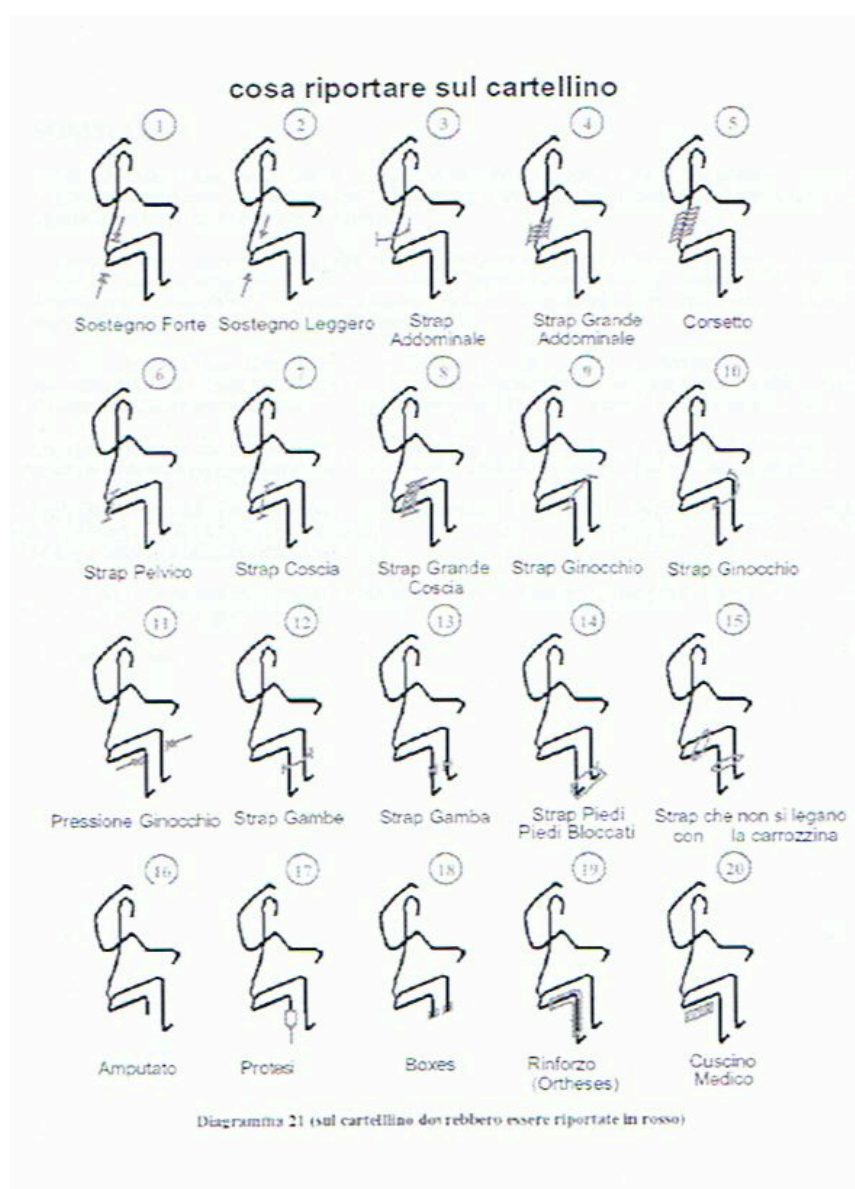 cosa riportare sul cartellino
1 2 3 4 5
Sostegno Forte Sostegno Leggero Strap Addominale Strap Grande Addominale Corsetto
6 7 8 9 10
Strap Pelvico Strap Coscia Strap Grande Coscia Strap Ginocchio Strap Ginocchio
11 12 13 14 15
Pressione Ginocchio Strap Gambe Strap Gamba Strap Piedi Piedi Bloccati Strap che non si legano con la carrozzina
16 17 18 19 20
Amputato Protesi Boxes Rinforzo (Ortheses) Cuscino Medico
Diagramma 21 (sul cartelllino dovrebbero essere riportate in rosso)